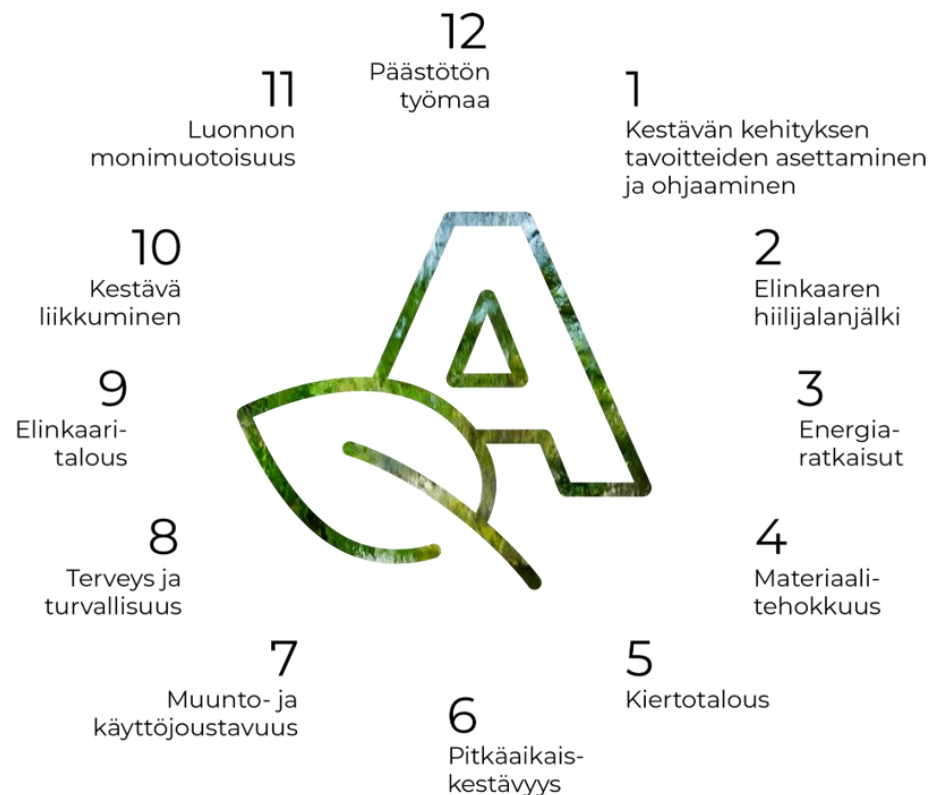 12
Päästötön
työmaa
1
Kestävän kehityksen
tavoitteiden asettaminen
ja ohjaaminen
2
Elinkaaren
hiilijalanjälki
3
Energia-
ratkaisut
4
Materiaali-
tehokkuus
5
Kiertotalous
6
Pitkäaikais-
kestävyys
7
Muunto- ja
käyttöjoustavuus
8
Terveys ja
turvallisuus
9
Elinkaari-
talous
10
Kestävä
liikkuminen
11
Luonnon
monimuotoisuus
A